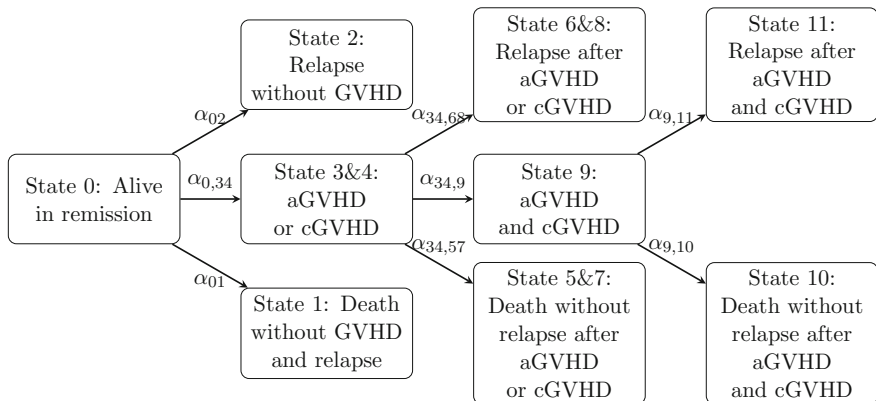 State 2:
Relapse
without GVHD
State 6&8:
Relapse after
aGVHD
or cGVHD
State 11:
Relapse after
aGVHD
and cGVHD
α02
α34,68
α9,11
State 0: Alive
in remission
α0,34
State 3&4:
aGVHD
or cGVHD
α34,9
State 9:
aGVHD
and cGVHD
α01
α34,57
α9,10
State 1: Death
without GVHD
and relapse
State 5&7:
Death without
relapse after
aGVHD
or cGVHD
State 10:
Death without
relapse after
aGVHD
and cGVHD